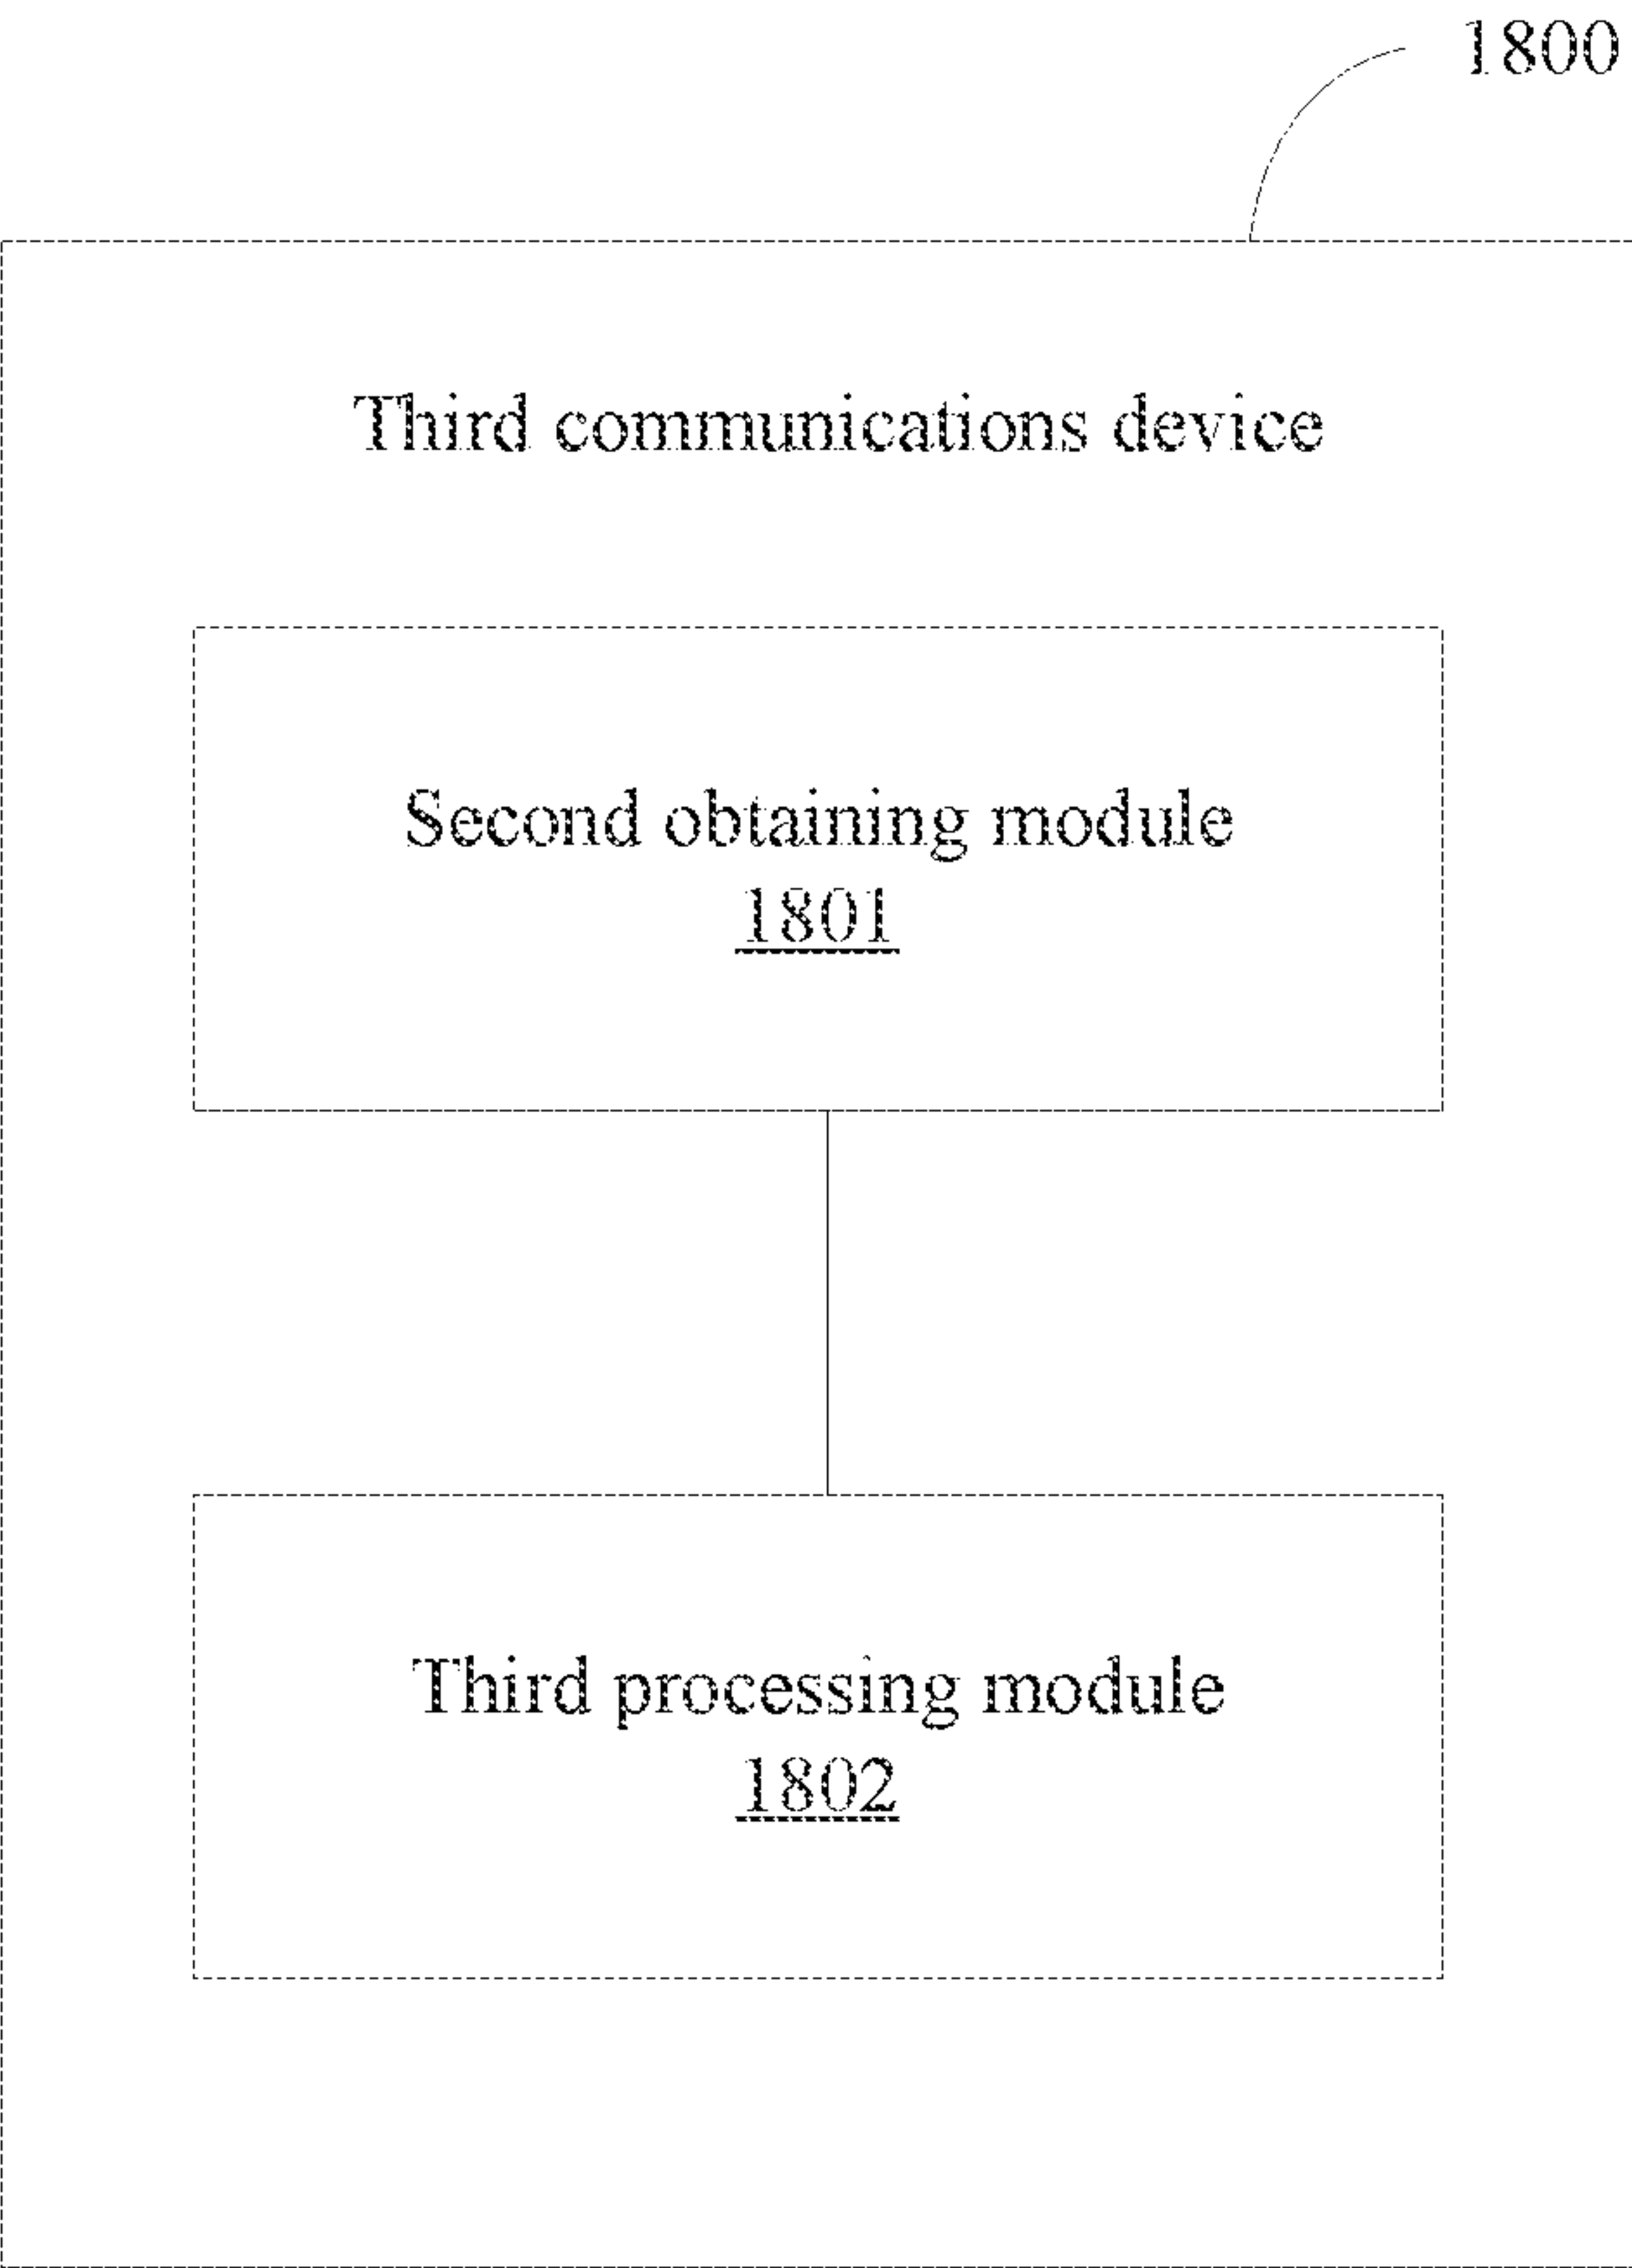 1800
Third communications device
Second obtaining module
1801
Third processing module
1802